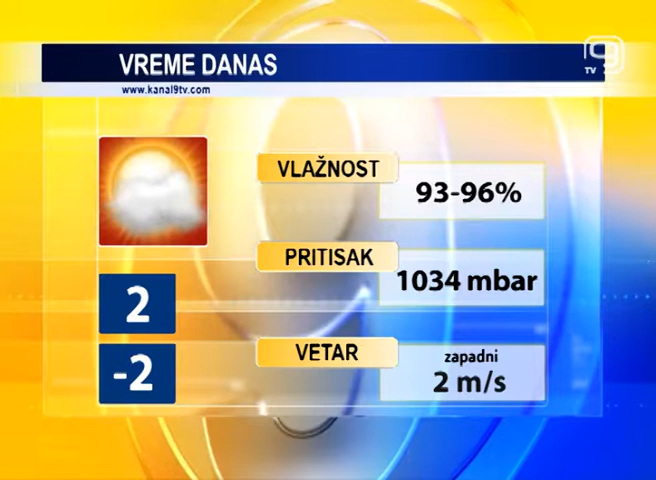 VREME DANAS
www.kanal9tv.com
9
TV
VLAŽNOST
93-96%
PRITISAK
1034 mbar
2
-2
VETAR
zapadni
2 m/s